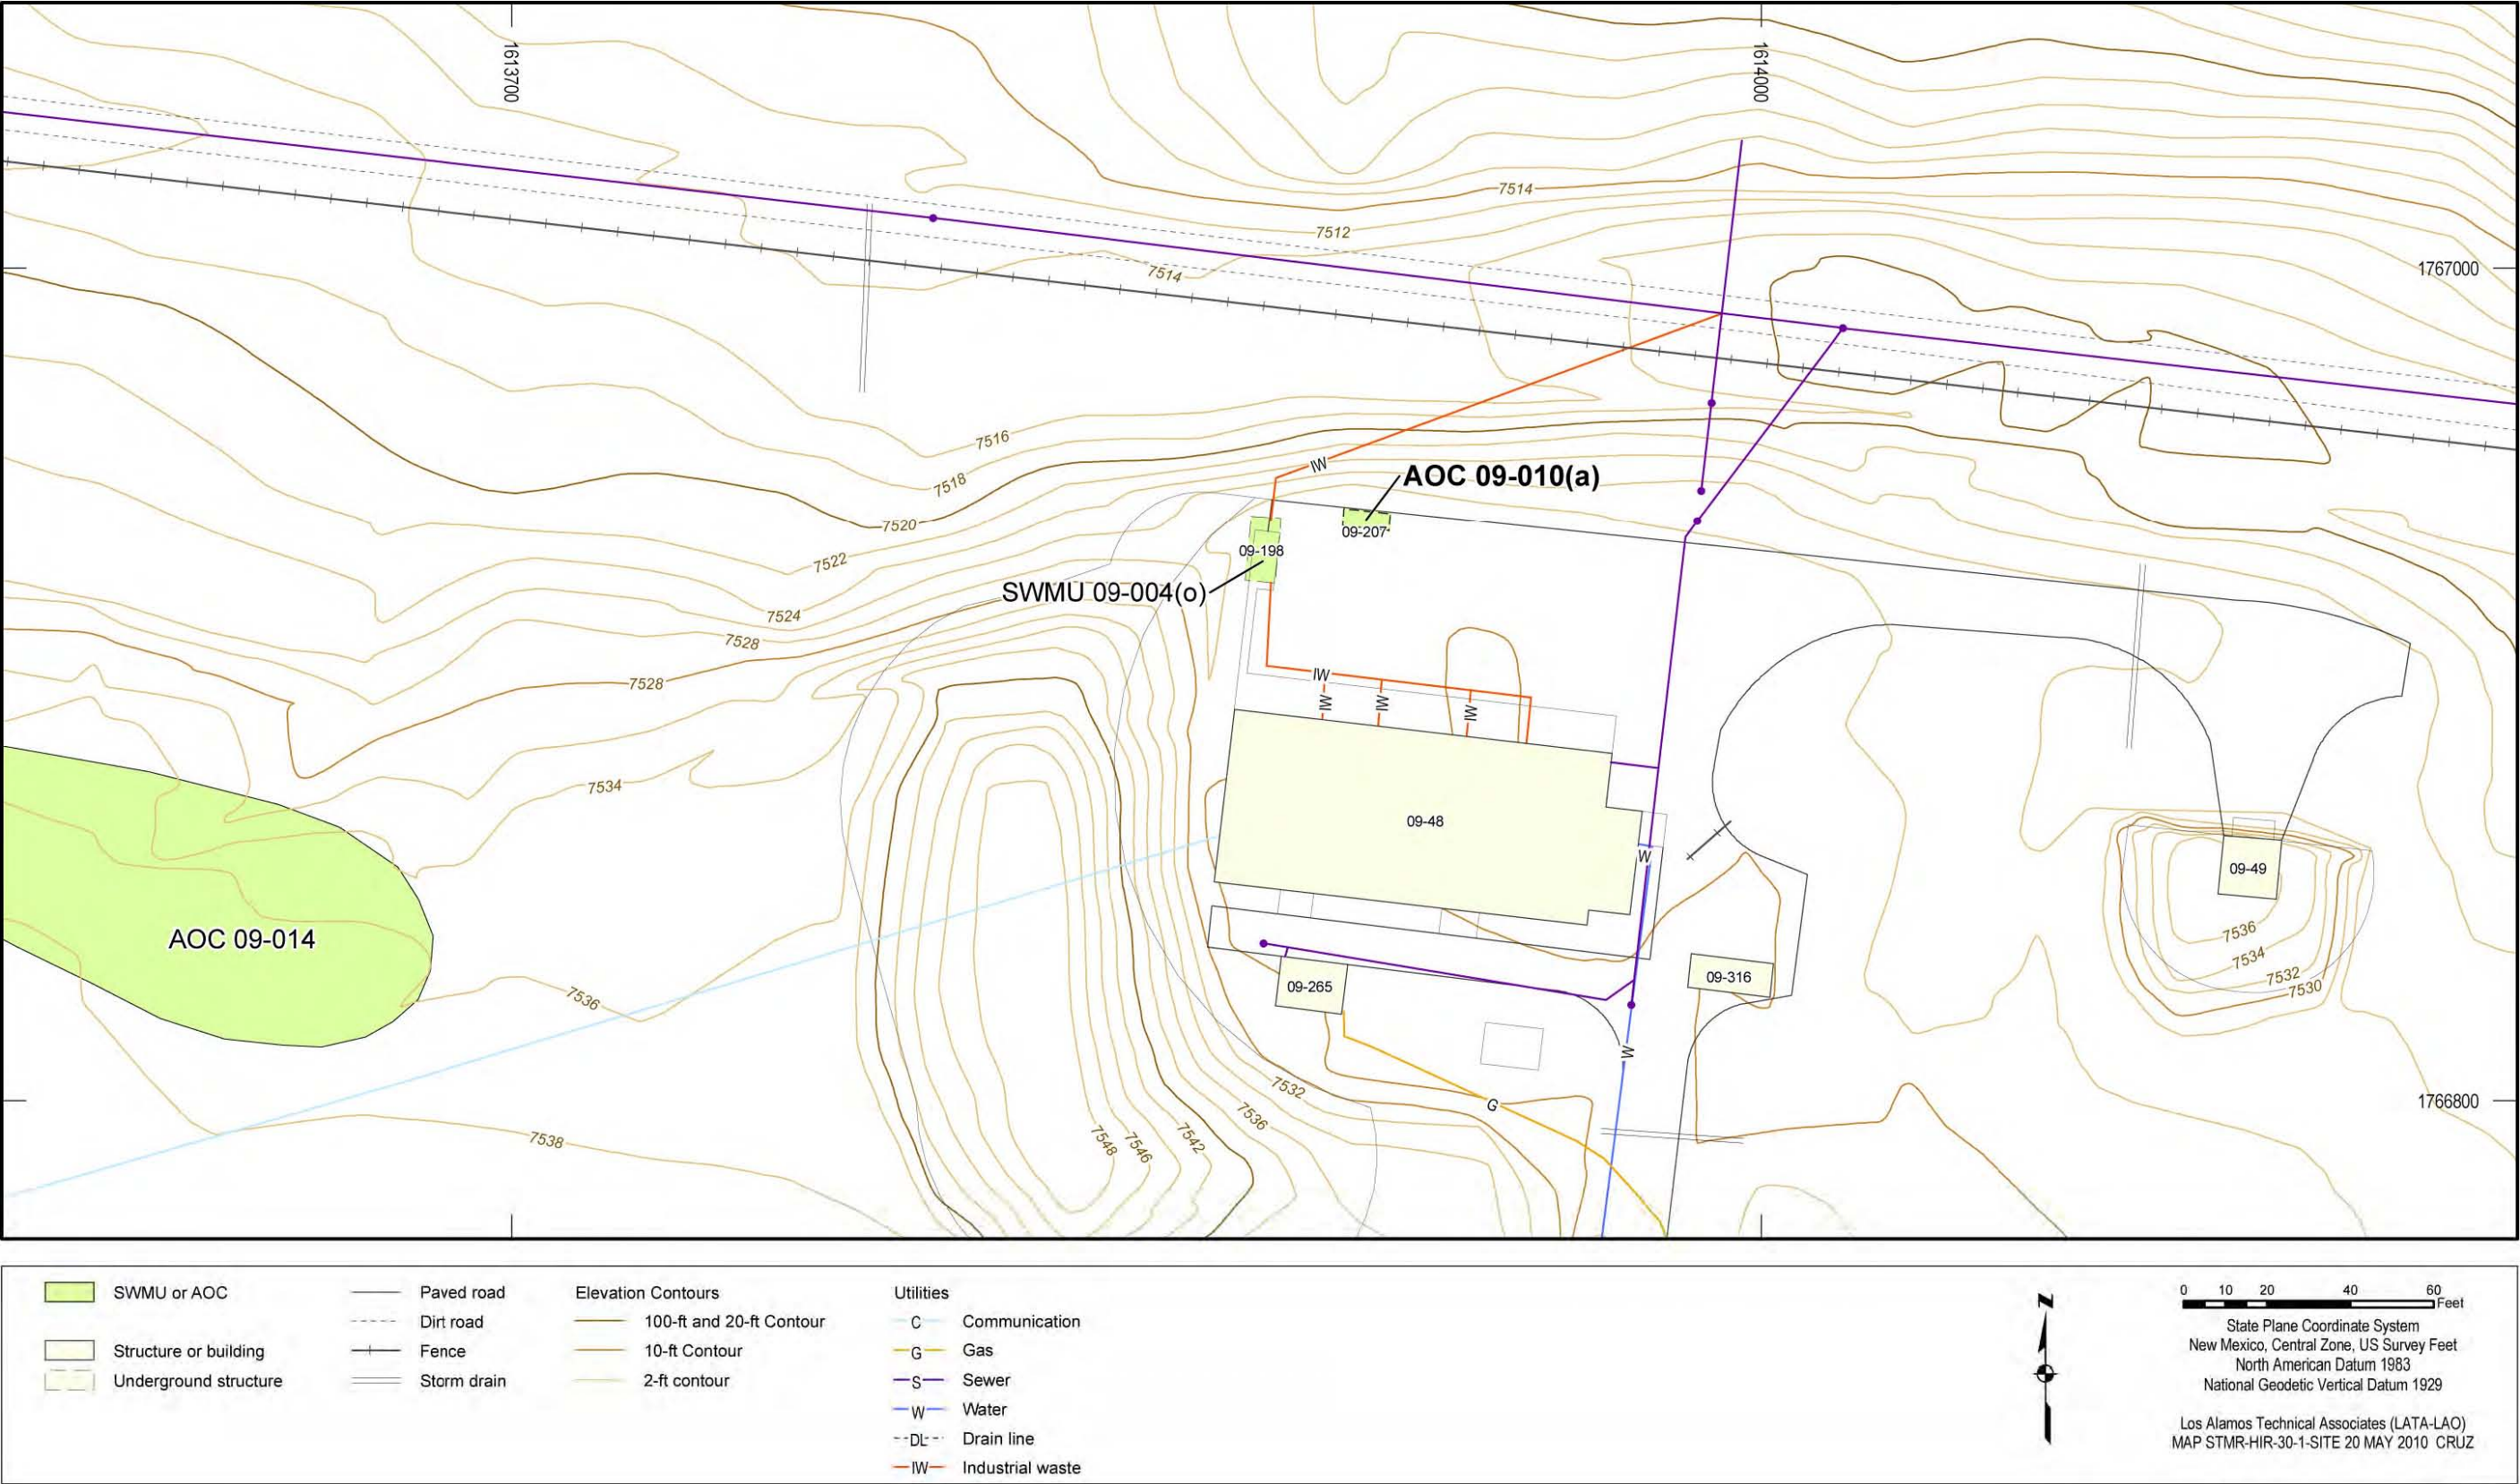 1613700
1614000
7514
7512
1767000
7514
7516
IW
AOC 09-010(a)
7518
7520
09-207
09-198
7522
SWMU 09-004(o)
7524
7528
IW
7528
IW
IW
IW
7534
09-48
W
09-49
AOC 09-014
7536
7534
09-316
7532
09-265
7530
7536
W
7532
G
1766800
7536
7538
7548
7546
7542
SWMU or AOC
Structure or building
Underground structure
Paved road
Dirt road
Fence
Storm drain
Elevation Contours
100-ft and 20-ft Contour
10-ft Contour
2-ft contour
Utilities
C Communication
G Gas
S Sewer
W Water
DL Drain line
IW Industrial waste
N
0 10 20 40 60
Feet
State Plane Coordinate System
New Mexico, Central Zone, US Survey Feet
North American Datum 1983
National Geodetic Vertical Datum 1929
Los Alamos Technical Associates (LATA-LAO)
MAP STMR-HIR-30-1-SITE 20 MAY 2010 CRUZ